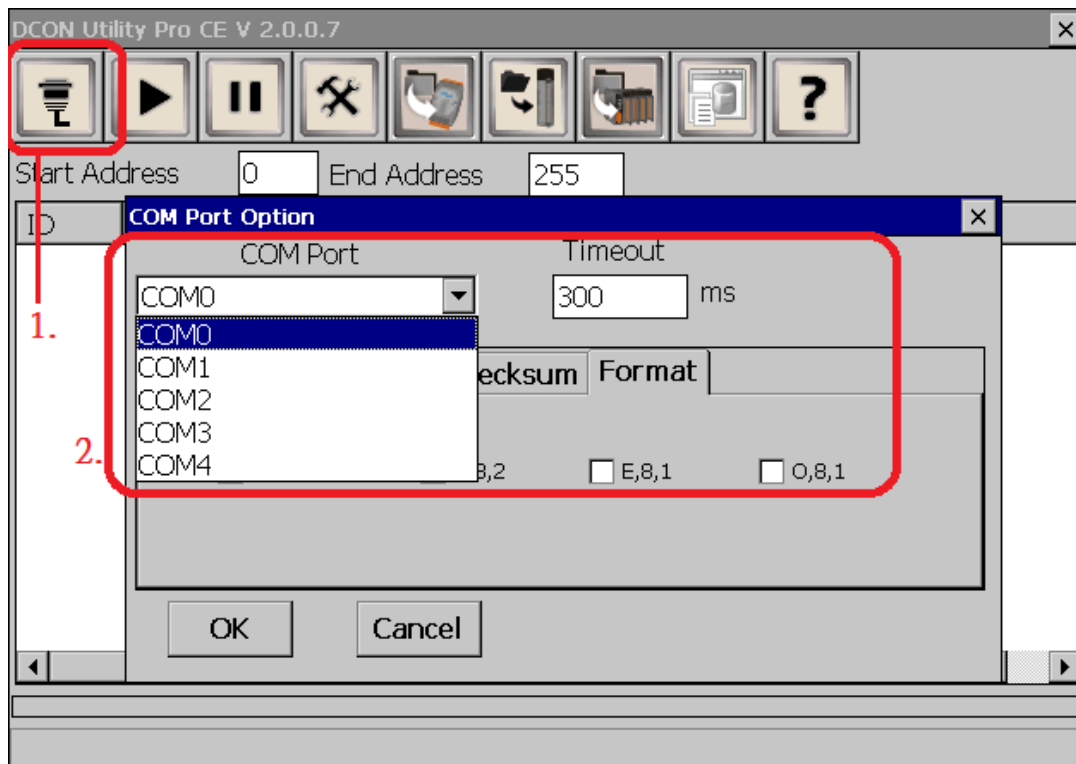 DCON Utility Pro CE V 2.0.0.7
?
Start Address 0 End Address 255
ID
COM Port Option
COM Port Timeout
COM0 300 ms
1.
COM0
COM1
ecksum Format
COM2
COM3
2.
COM4
8,2 E,8,1 O,8,1
OK Cancel